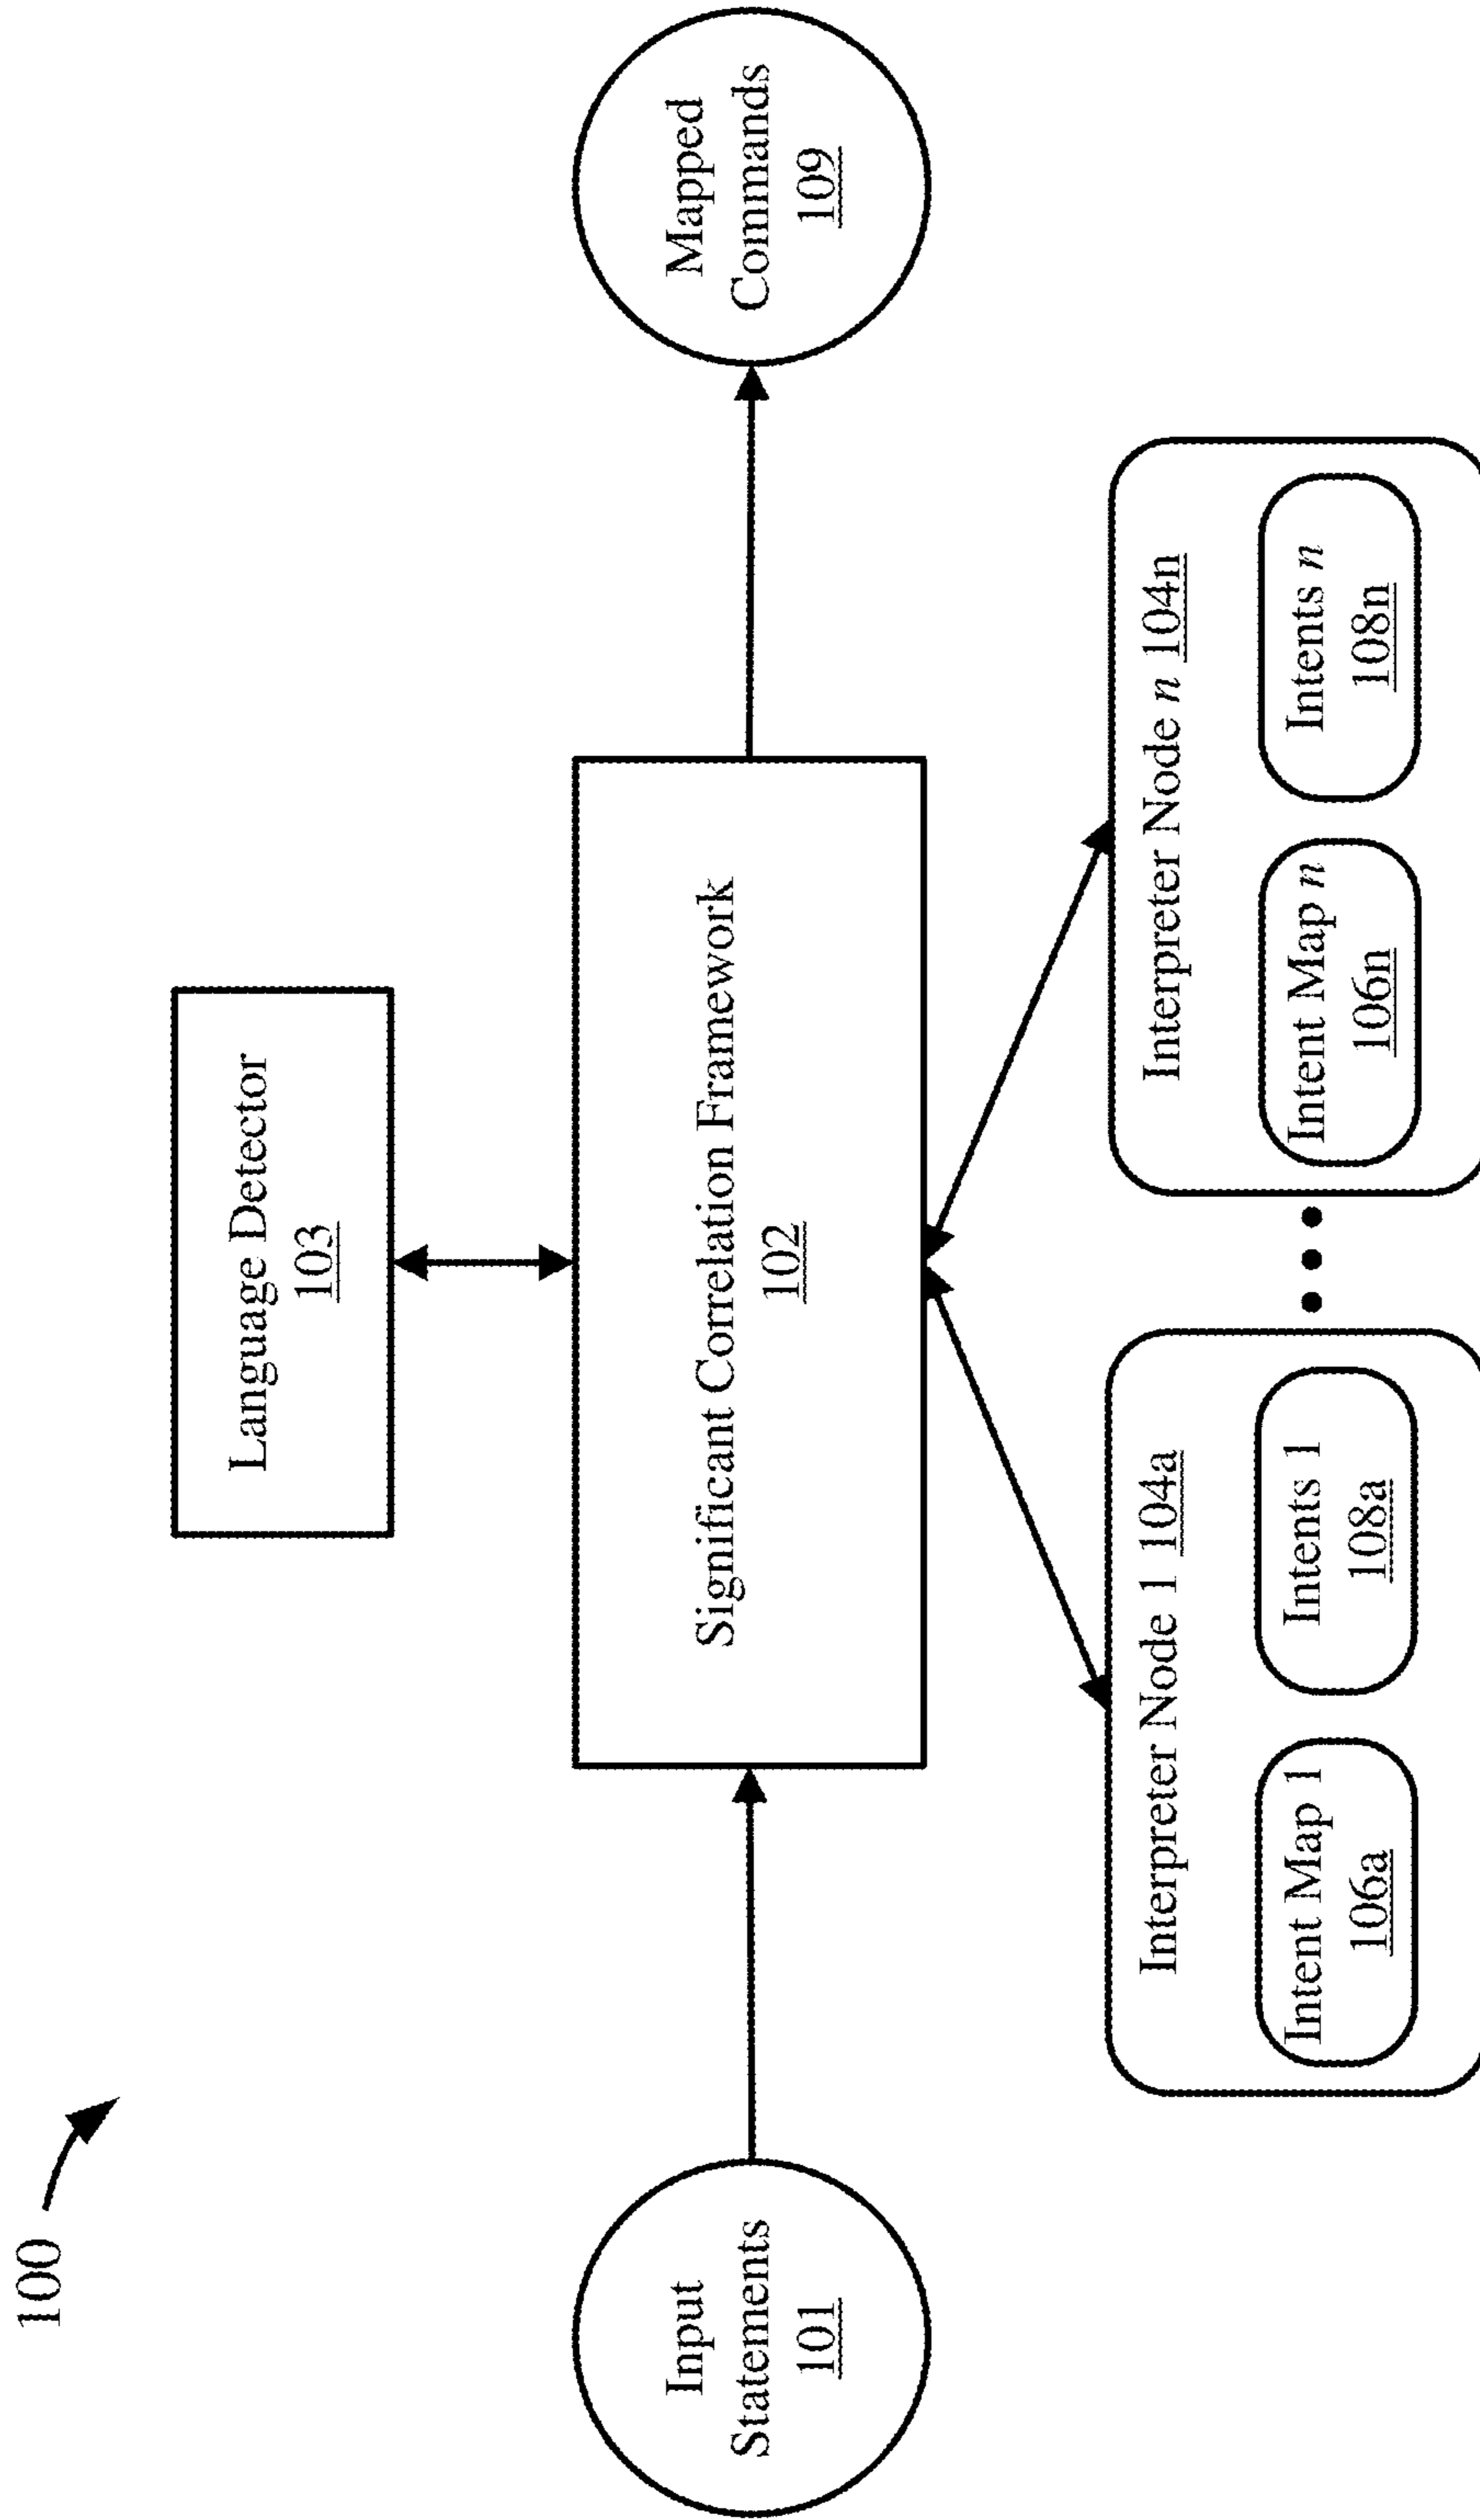 100
Language Detector
103
Input
Statements
101
Significant Correlation Framework
102
Mapped
Commands
109
Interpreter Node 1 104a
Intent Map 1
106a
Intents 1
108a
Interpreter Node n 104n
Intent Map n
106n
Intents n
108n